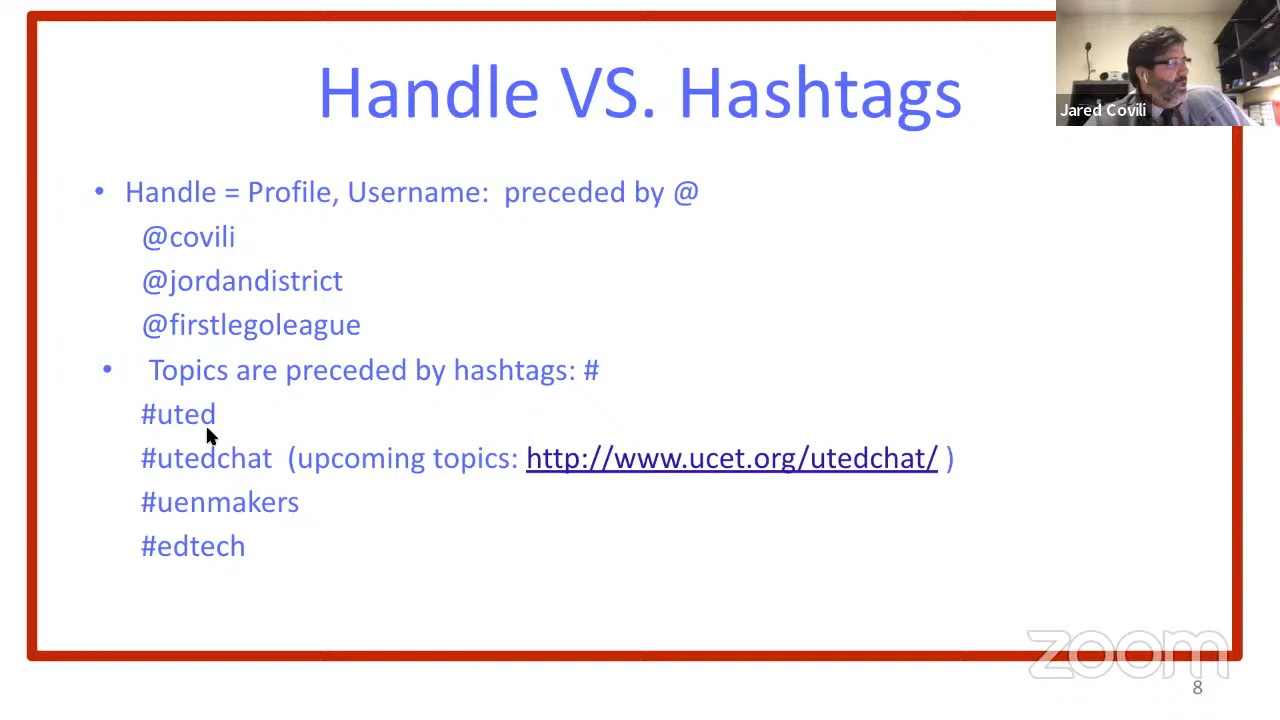 Handle VS. Hashtags
Jared Covili
• Handle = Profile, Username: preceded by @
@covili
@jordandistrict
@firstlegoleague
• Topics are preceded by hashtags: #
#uted
#utedchat (upcoming topics: http://www.ucet.org/utedchat/ )
#uenmakers
#edtech
zoom
8